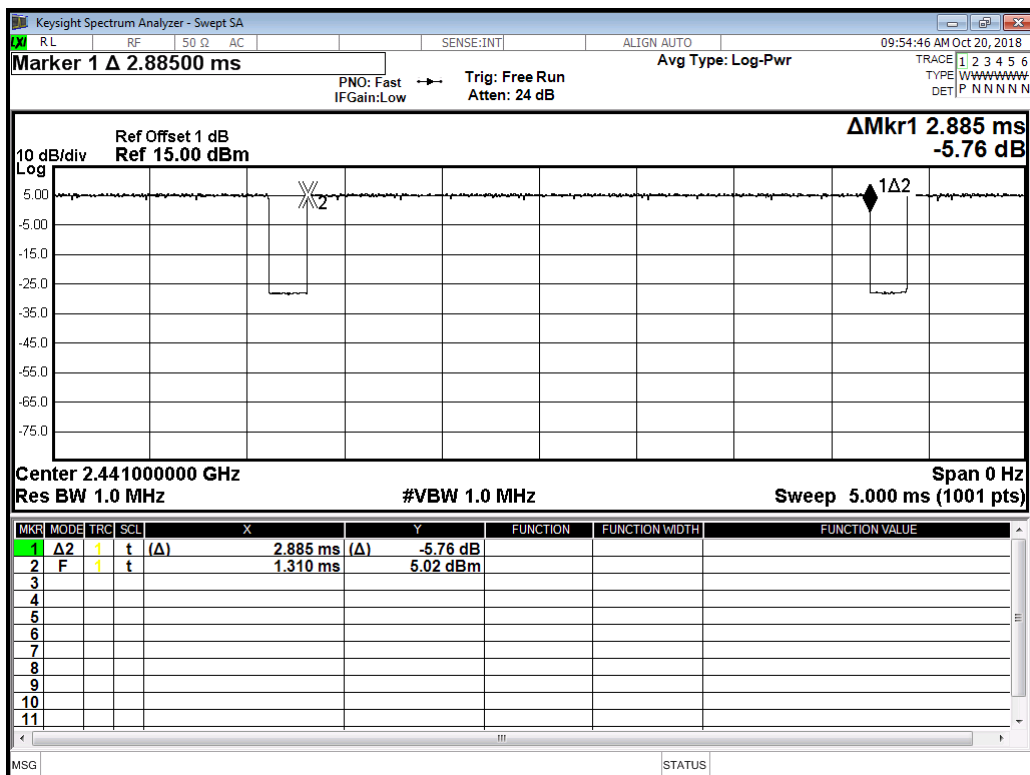 Keysight Spectrum Analyzer - Swept SA
LXI RL RF 50 Ω AC SENSE:INT ALIGN AUTO 09:54:46 AM Oct 20, 2018
Marker 1 Δ 2.88500 ms
PNO: Fast
IFGain:Low
Trig: Free Run
Atten: 24 dB
Avg Type: Log-Pwr
TRACE 1 2 3 4 5 6
TYPE WWWWWW
DET P N N N N N
ΔMkr1 2.885 ms
-5.76 dB
Ref Offset 1 dB
10 dB/div Ref 15.00 dBm
Log
5.00
-5.00
-15.0
-25.0
-35.0
-45.0
-55.0
-65.0
-75.0
2
1Δ2
Center 2.441000000 GHz Span 0 Hz
Res BW 1.0 MHz #VBW 1.0 MHz Sweep 5.000 ms (1001 pts)
MKR MODE TRC SCL X Y FUNCTION FUNCTION WIDTH FUNCTION VALUE
1 Δ2 1 t (Δ) 2.885 ms (Δ) -5.76 dB
2 F 1 t 1.310 ms 5.02 dBm
3
4
5
6
7
8
9
10
11
MSG STATUS